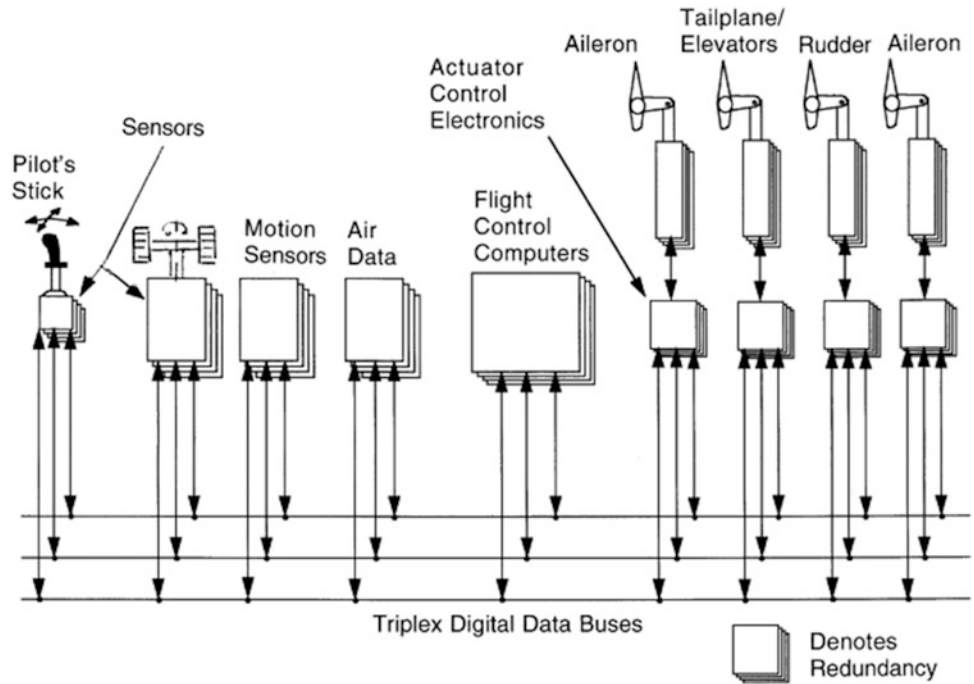 Aileron
Tailplane/
Elevators
Rudder
Aileron
Actuator
Control
Electronics
Sensors
Pilot's
Stick
Motion
Sensors
Air
Data
Flight
Control
Computers
Triplex Digital Data Buses
Denotes
Redundancy